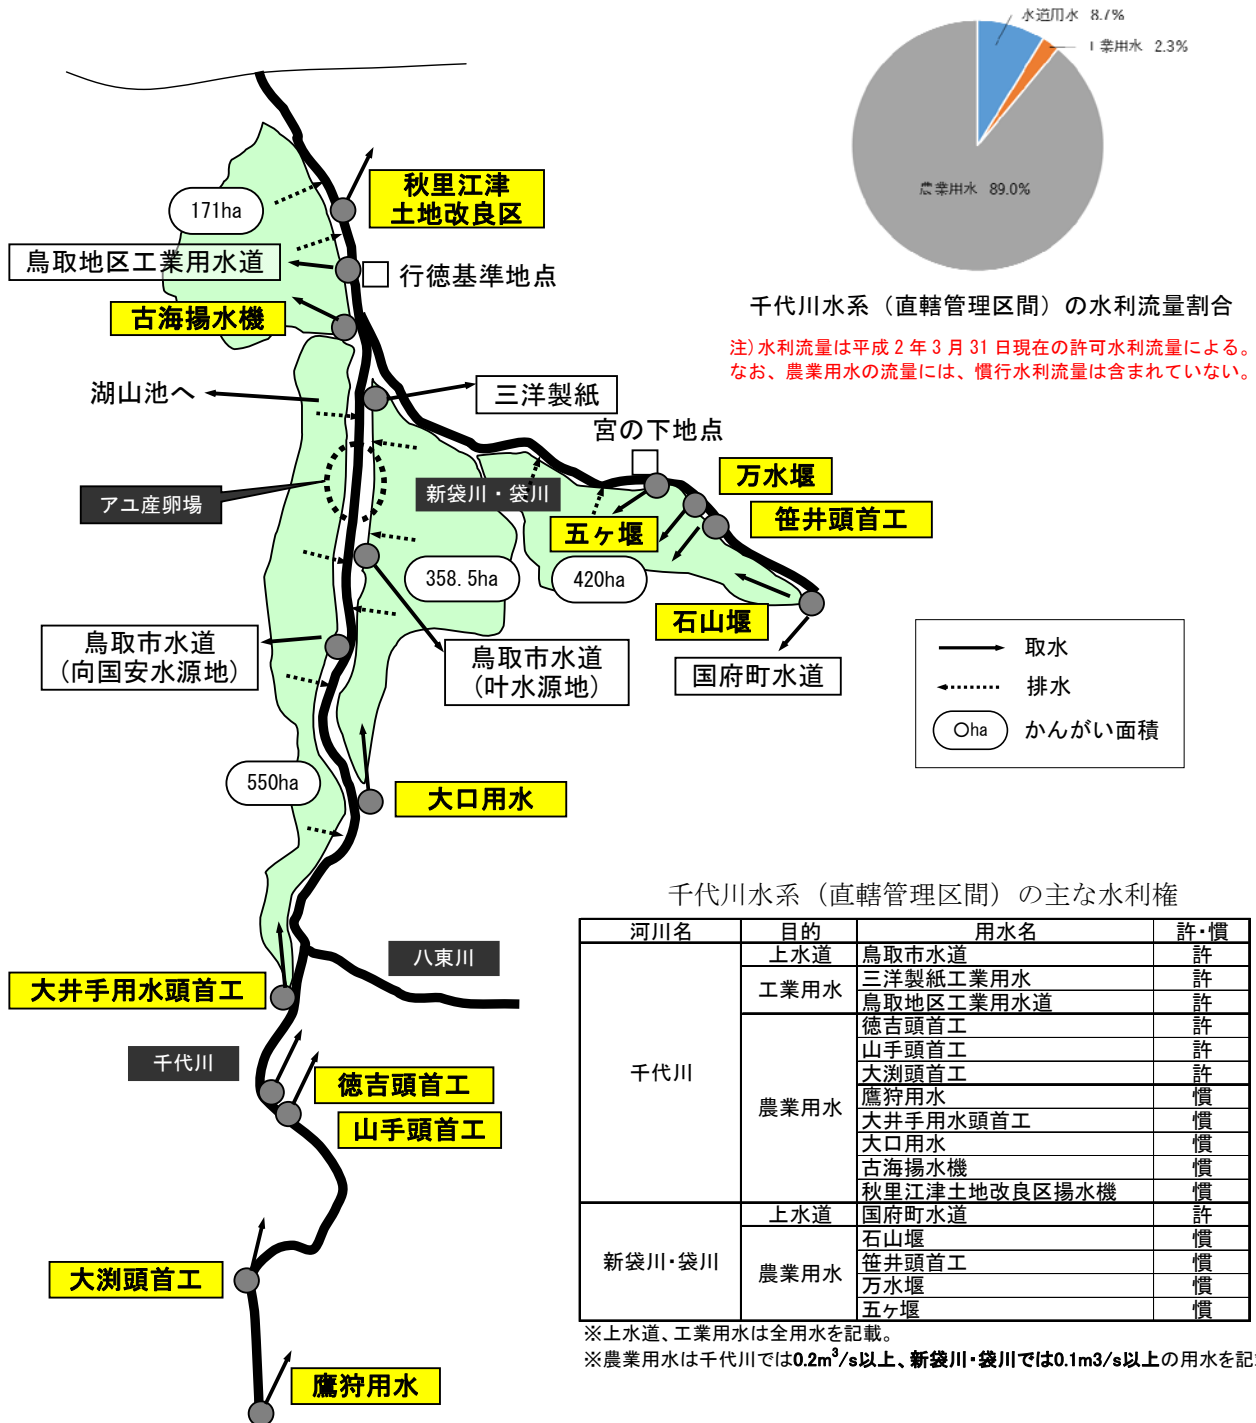 水道用水 8.7%
工業用水 2.3%
農業用水 89.0%
千代川水系（直轄管理区間）の水利流量割合
注)水利流量は平成2年3月31日現在の許可水利流量による。
なお、農業用水の流量には、慣行水利流量は含まれていない。
秋里江津
土地改良区
171ha
鳥取地区工業用水道
行徳基準地点
古海揚水機
湖山池へ
三洋製紙
宮の下地点
万水堰
アユ産卵場
新袋川・袋川
五ヶ堰
笹井頭首工
358.5ha
420ha
石山堰
鳥取市水道
(向国安水源地)
鳥取市水道
(叶水源地)
国府町水道
取水
排水
○ha かんがい面積
550ha
大口用水
八東川
大井手用水頭首工
千代川
徳吉頭首工
山手頭首工
大渕頭首工
鷹狩用水
千代川水系（直轄管理区間）の主な水利権
河川名 目的 用水名 許・慣
千代川 上水道 鳥取市水道 許
工業用水 三洋製紙工業用水 許
鳥取地区工業用水道 許
農業用水 徳吉頭首工 許
山手頭首工 許
大渕頭首工 許
鷹狩用水 慣
大井手用水頭首工 慣
大口用水 慣
古海揚水機 慣
秋里江津土地改良区揚水機 慣
新袋川・袋川 上水道 国府町水道 許
農業用水 石山堰 慣
笹井頭首工 慣
万水堰 慣
五ヶ堰 慣
※上水道、工業用水は全用水を記載。
※農業用水は千代川では0.2m³/s以上、新袋川・袋川では0.1m3/s以上の用水を記